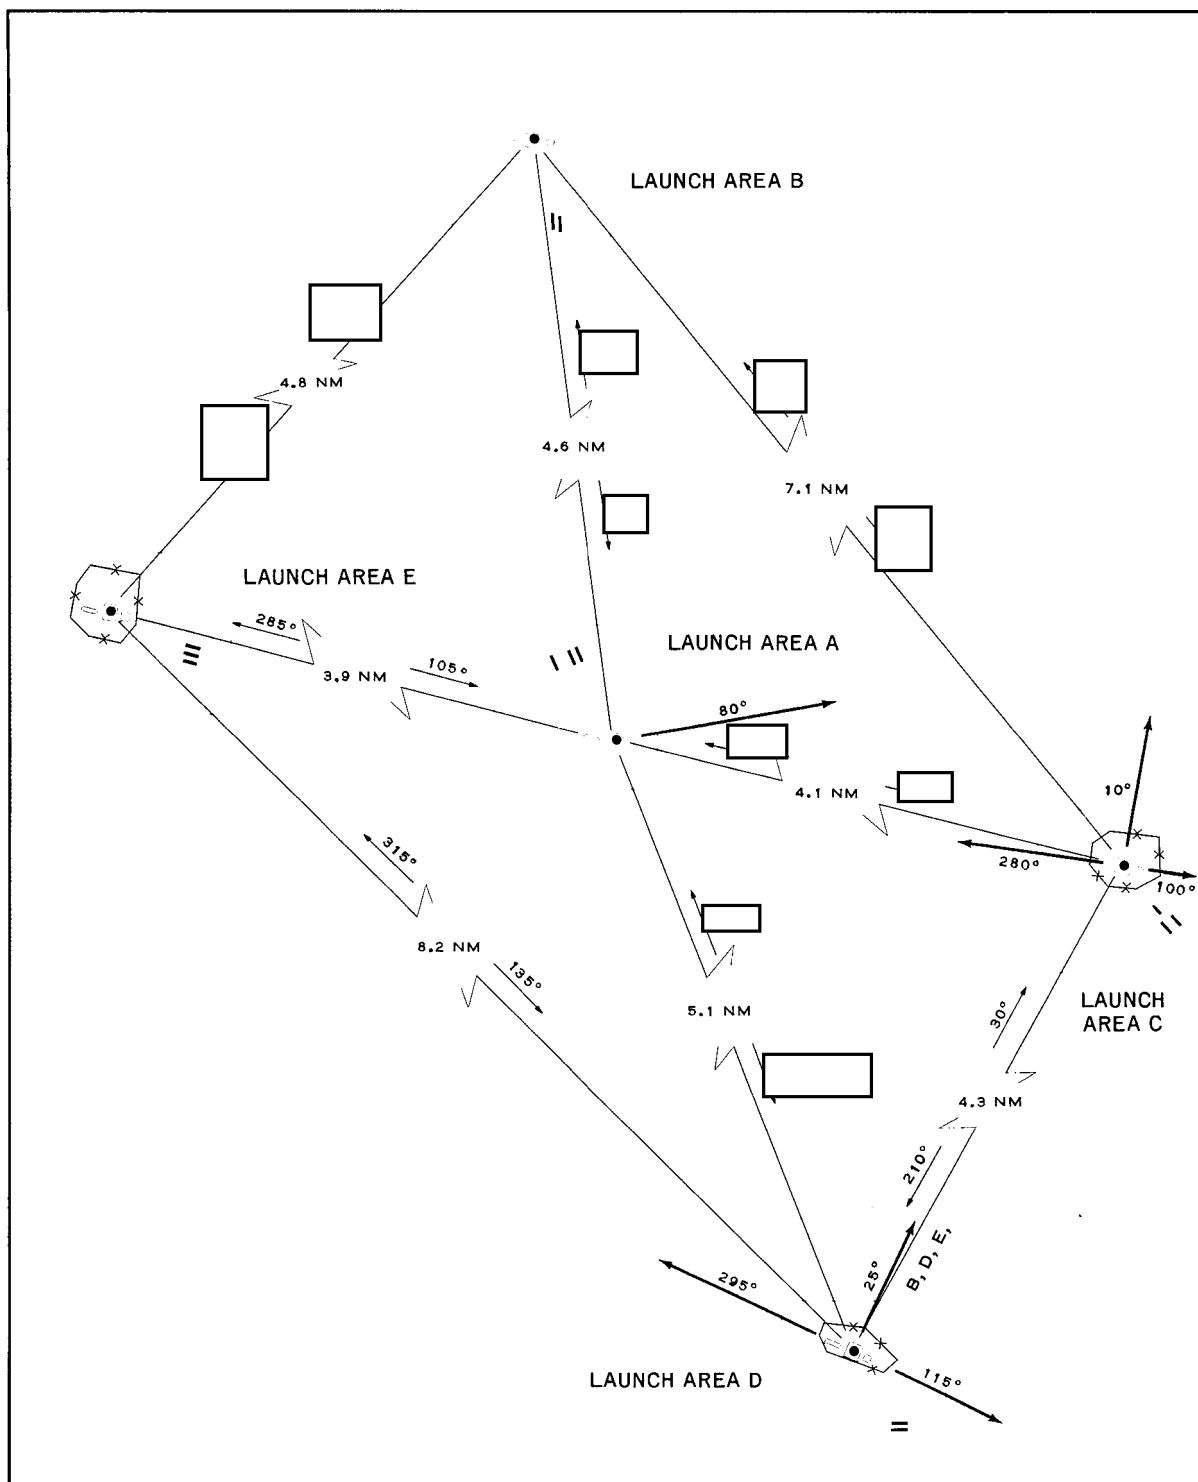 LAUNCH AREA B
4.8 NM
4.6 NM
7.1 NM
LAUNCH AREA E
285°
3.9 NM
105°
LAUNCH AREA A
80°
4.1 NM
10°
280°
100°
315°
8.2 NM
135°
5.1 NM
30°
LAUNCH
AREA C
4.3 NM
210°
B, D, E,
25°
295°
115°
LAUNCH AREA D